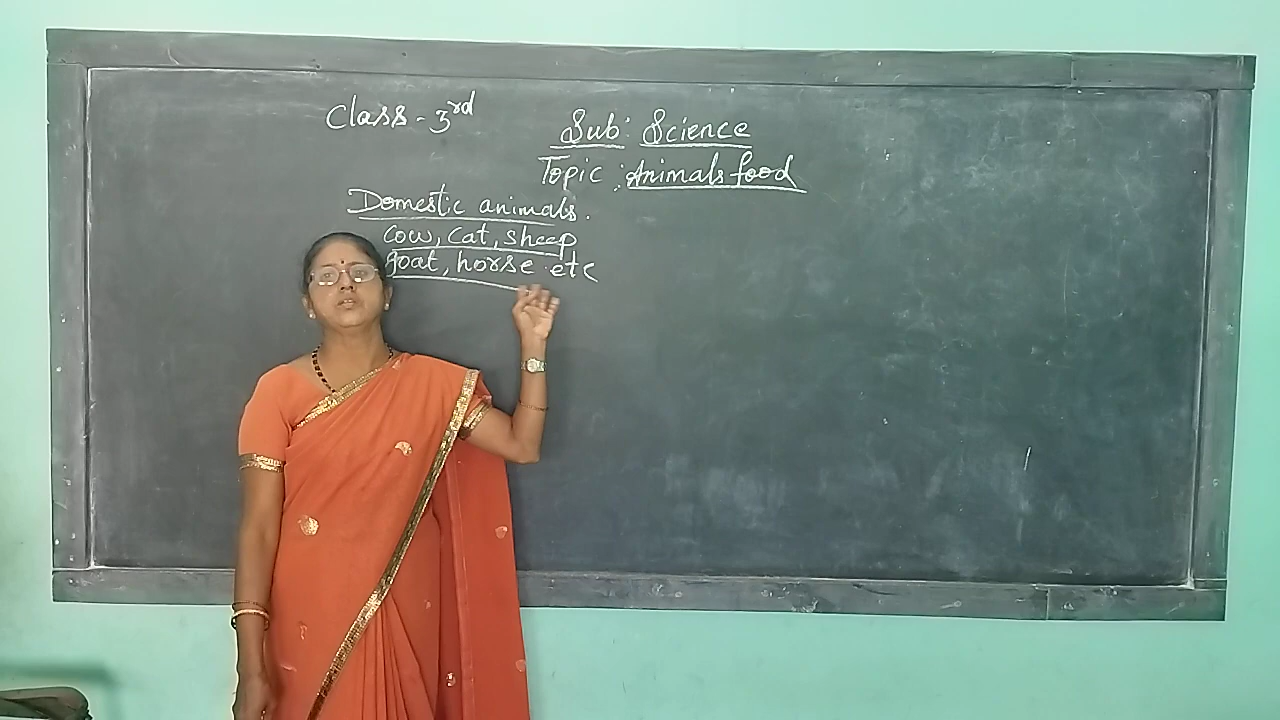 Class - 3rd
Sub: Science
Topic : Animals food
Domestic animals.
Cow, Cat, Sheep
goat, horse etc